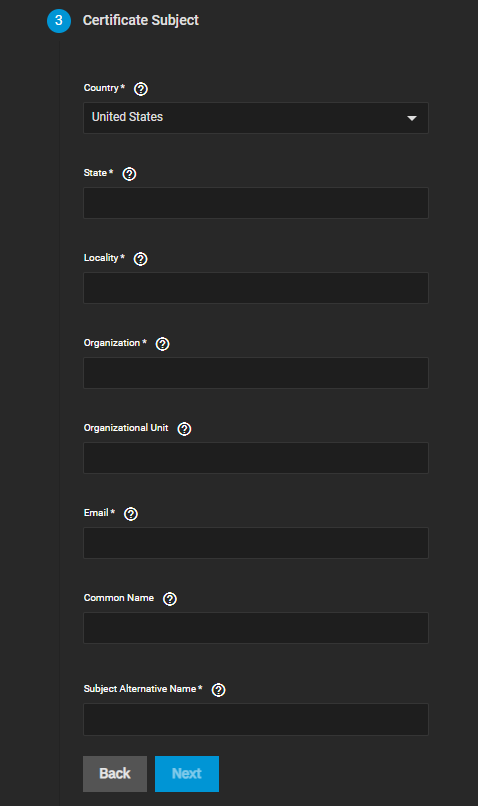 3 Certificate Subject
Country *
United States
State *
Locality *
Organization *
Organizational Unit
Email *
Common Name
Subject Alternative Name *
Back Next